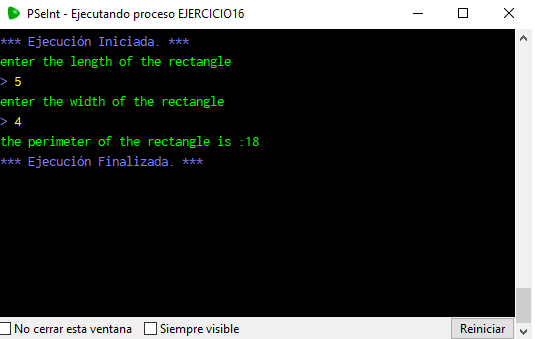 PSeInt - Ejecutando proceso EJERCICIO16
*** Ejecución Iniciada. ***
enter the length of the rectangle
> 5
enter the width of the rectangle
> 4
the perimeter of the rectangle is :18
*** Ejecución Finalizada. ***
No cerrar esta ventana Siempre visible Reiniciar